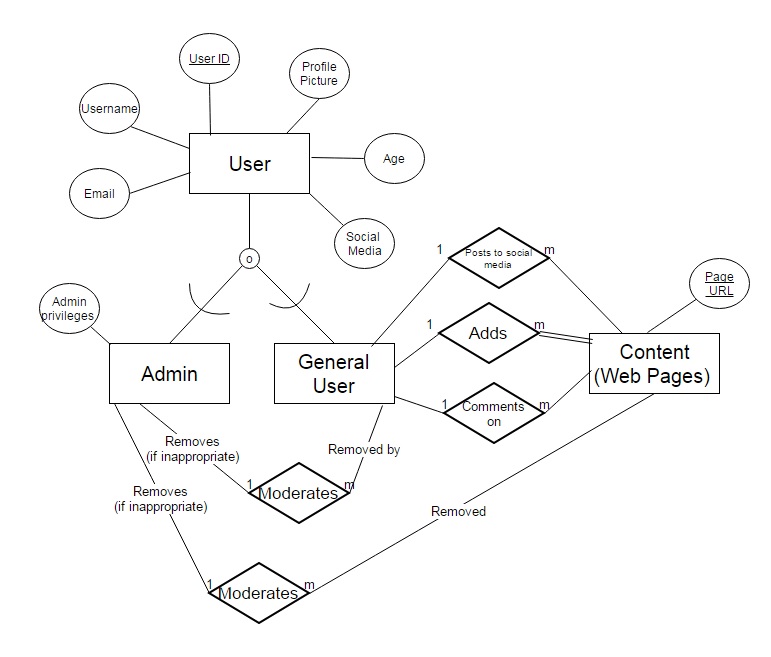 User ID
Profile
Picture
Username
User
Age
Email
Social
Media
o
1
Posts to social
media
m
Page
URL
Admin
privileges
1
Adds
m
Content
(Web Pages)
Admin
General
User
1
Comments
on
m
Removes
(if inappropriate)
Removed by
1
Moderates
m
Removes
(if inappropriate)
Removed
1
Moderates
m